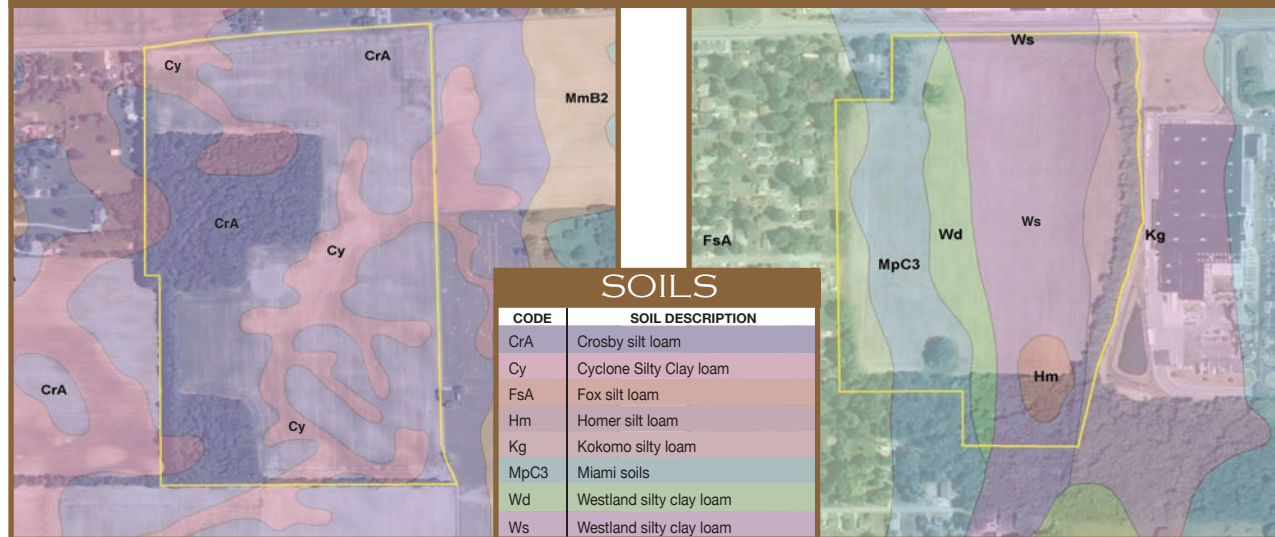 CrA
Cy
MmB2
CrA
Cy
CrA
Cy
Ws
FsA
MpC3
Wd
Ws
Kg
Hm
SOILS
CODE SOIL DESCRIPTION
CrA Crosby silt loam
Cy Cyclone Silty Clay loam
FsA Fox silt loam
Hm Homer silt loam
Kg Kokomo silty loam
MpC3 Miami soils
Wd Westland silty clay loam
Ws Westland silty clay loam